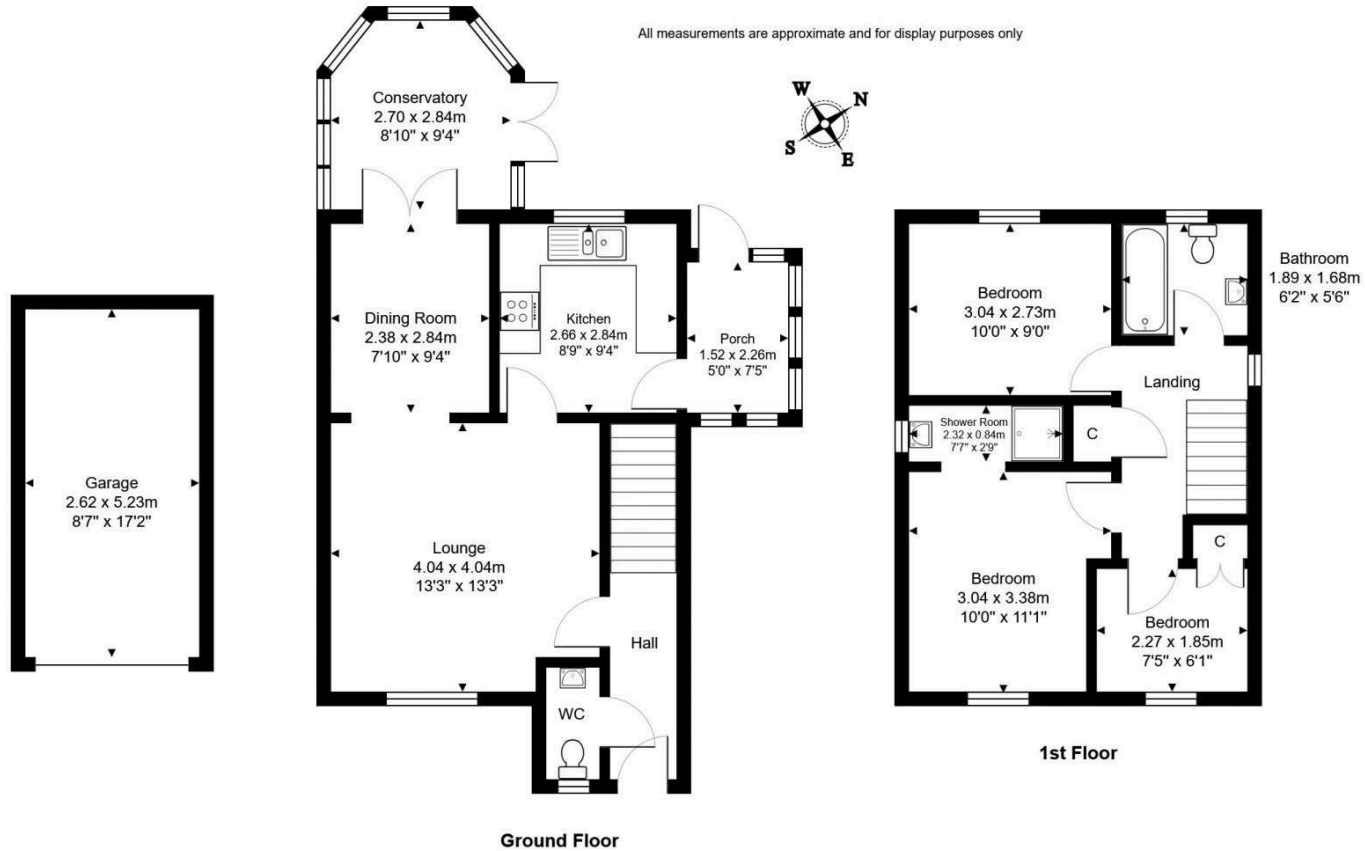 All measurements are approximate and for display purposes only
W
N
S
E
Conservatory
2.70 x 2.84m
8'10" x 9'4"
Dining Room
2.38 x 2.84m
7'10" x 9'4"
Kitchen
2.66 x 2.84m
8'9" x 9'4"
Porch
1.52 x 2.26m
5'0" x 7'5"
Garage
2.62 x 5.23m
8'7" x 17'2"
Lounge
4.04 x 4.04m
13'3" x 13'3"
Hall
WC
Ground Floor
Bedroom
3.04 x 2.73m
10'0" x 9'0"
Bathroom
1.89 x 1.68m
6'2" x 5'6"
Landing
Shower Room
2.32 x 0.84m
7'7" x 2'9"
C
C
Bedroom
3.04 x 3.38m
10'0" x 11'1"
Bedroom
2.27 x 1.85m
7'5" x 6'1"
1st Floor